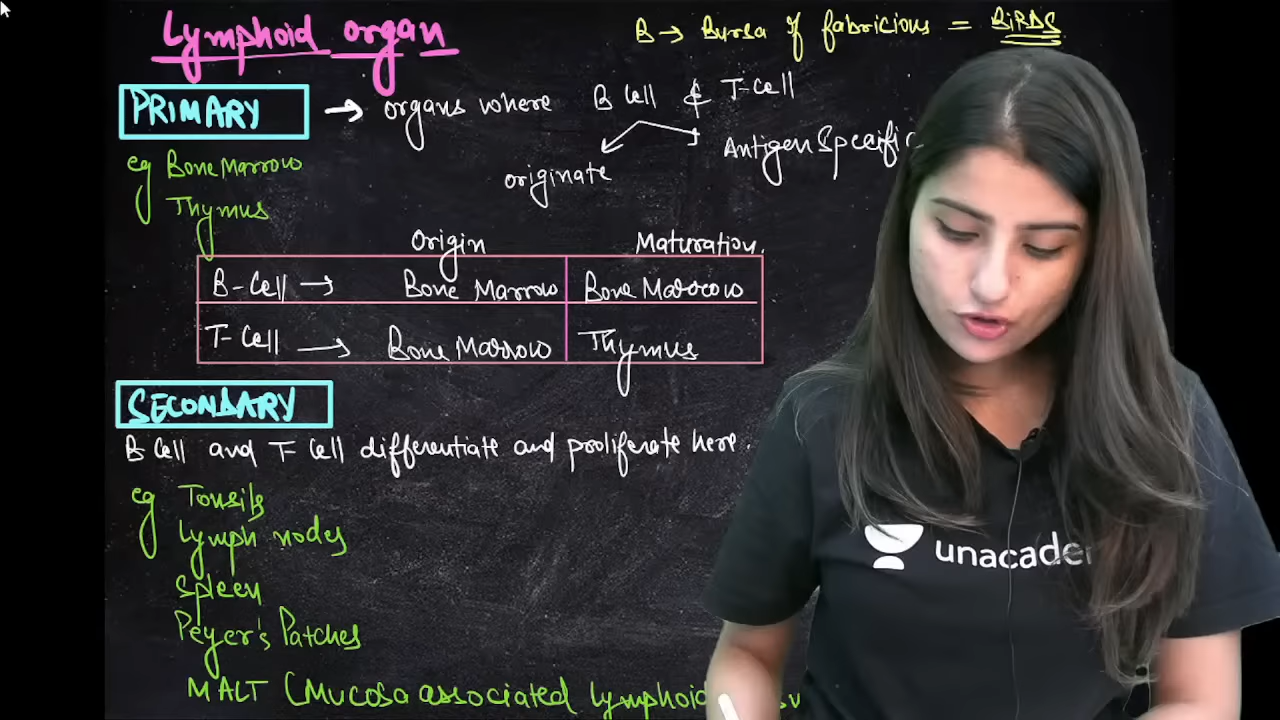 Lymphoid organ
B → Bursa of fabricious = BiRDS
PRIMARY → organs where B Cell & T-Cell
originate
Antigen Specific
eg Bone Marrow
Thymus
Origin Maturation.
B-Cell → Bone Marrow Bone Marrow
T-Cell → Bone Marrow Thymus
SECONDARY
B Cell and T Cell differentiate and proliferate here.
eg Tonsils
Lymph nodes
Spleen
Peyer's Patches
MALT (Mucosa associated lymphoid
unacade